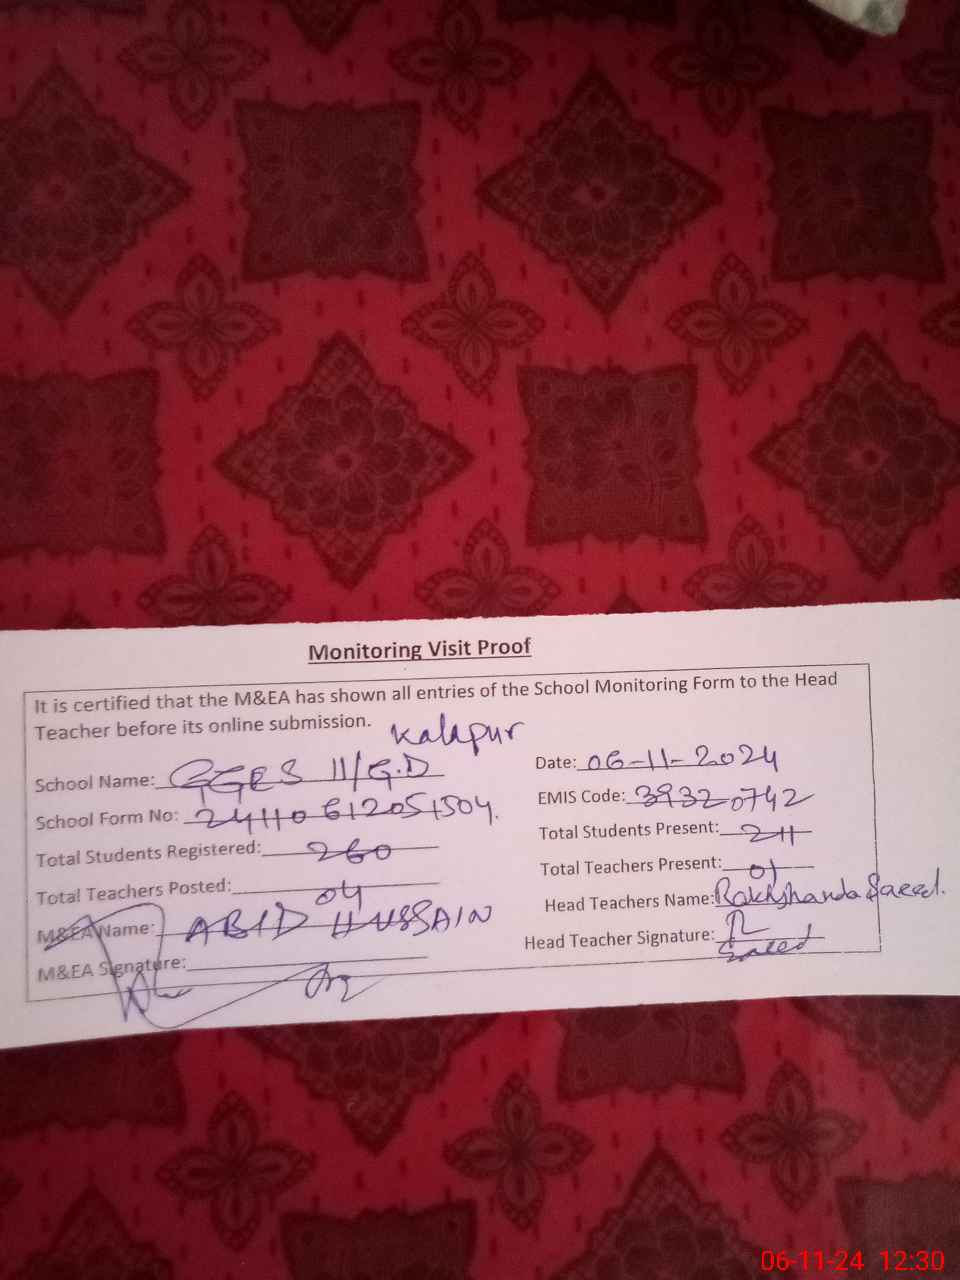 Monitoring Visit Proof
It is certified that the M&EA has shown all entries of the School Monitoring Form to the Head
Teacher before its online submission.
Kalapur
School Name: GGES 11/G.D
Date: 06-11-2024
School Form No: 24110612051504
EMIS Code: 39320742
Total Students Registered: 260
Total Students Present: 211
Total Teachers Posted: 04
Total Teachers Present: 01
M&EA Name: ABID HUSSAIN
Head Teachers Name: Rakhshanda Saeed.
M&EA Signature:
Head Teacher Signature: R
Saeed
06-11-24 12:30